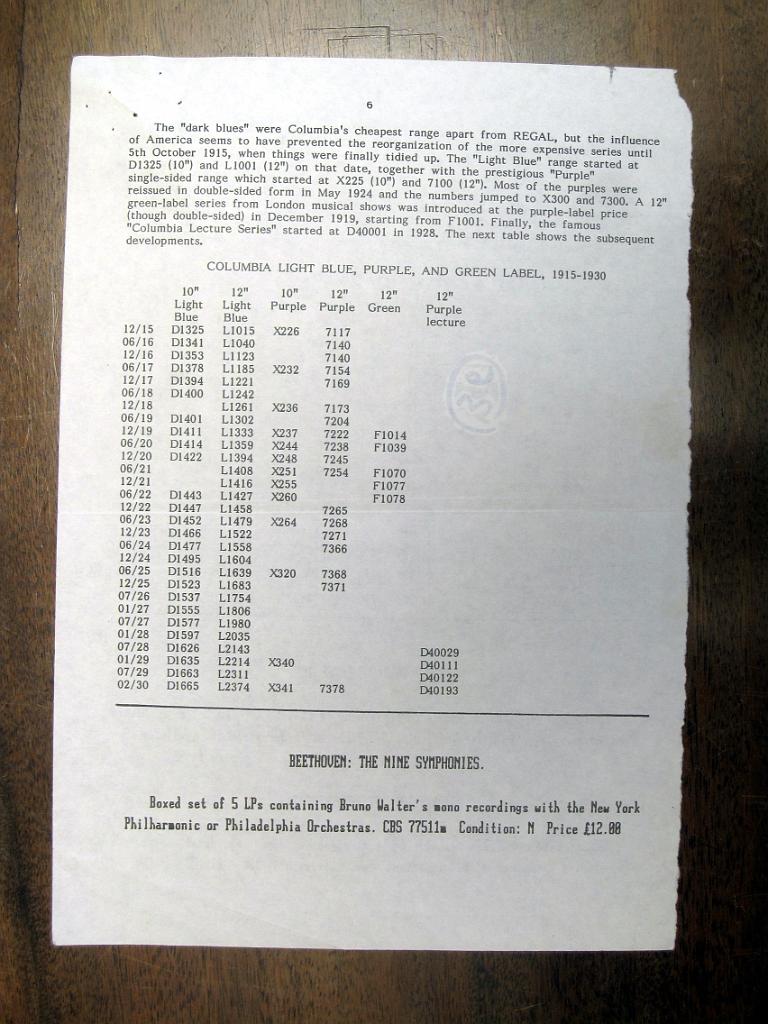 6
The "dark blues" were Columbia's cheapest range apart from REGAL, but the influence
of America seems to have prevented the reorganization of the more expensive series until
5th October 1915, when things were finally tidied up. The "Light Blue" range started at
D1325 (10") and L1001 (12") on that date, together with the prestigious "Purple"
single-sided range which started at X225 (10") and 7100 (12"). Most of the purples were
reissued in double-sided form in May 1924 and the numbers jumped to X300 and 7300. A 12"
green-label series from London musical shows was introduced at the purple-label price
(though double-sided) in December 1919, starting from F1001. Finally, the famous
"Columbia Lecture Series" started at D40001 in 1928. The next table shows the subsequent
developments.
COLUMBIA LIGHT BLUE, PURPLE, AND GREEN LABEL, 1915-1930
10" 12" 10" 12" 12" 12"
Light Light Purple Purple Green Purple
Blue Blue lecture
12/15 D1325 L1015 X226 7117
06/16 D1341 L1040 7140
12/16 D1353 L1123 7140
06/17 D1378 L1185 X232 7154
12/17 D1394 L1221 7169
06/18 D1400 L1242
12/18 L1261 X236 7173
06/19 D1401 L1302 7204
12/19 D1411 L1333 X237 7222 F1014
06/20 D1414 L1359 X244 7238 F1039
12/20 D1422 L1394 X248 7245
06/21 L1408 X251 7254 F1070
12/21 L1416 X255 F1077
06/22 D1443 L1427 X260 F1078
12/22 D1447 L1458 7265
06/23 D1452 L1479 X264 7268
12/23 D1466 L1522 7271
06/24 D1477 L1558 7366
12/24 D1495 L1604
06/25 D1516 L1639 X320 7368
12/25 D1523 L1683 7371
07/26 D1537 L1754
01/27 D1555 L1806
07/27 D1577 L1980
01/28 D1597 L2035
07/28 D1626 L2143 D40029
01/29 D1635 L2214 X340 D40111
07/29 D1663 L2311 D40122
02/30 D1665 L2374 X341 7378 D40193
BEETHOVEN: THE NINE SYMPHONIES.
Boxed set of 5 LPs containing Bruno Walter's mono recordings with the New York
Philharmonic or Philadelphia Orchestras. CBS 77511m Condition: N Price £12.00